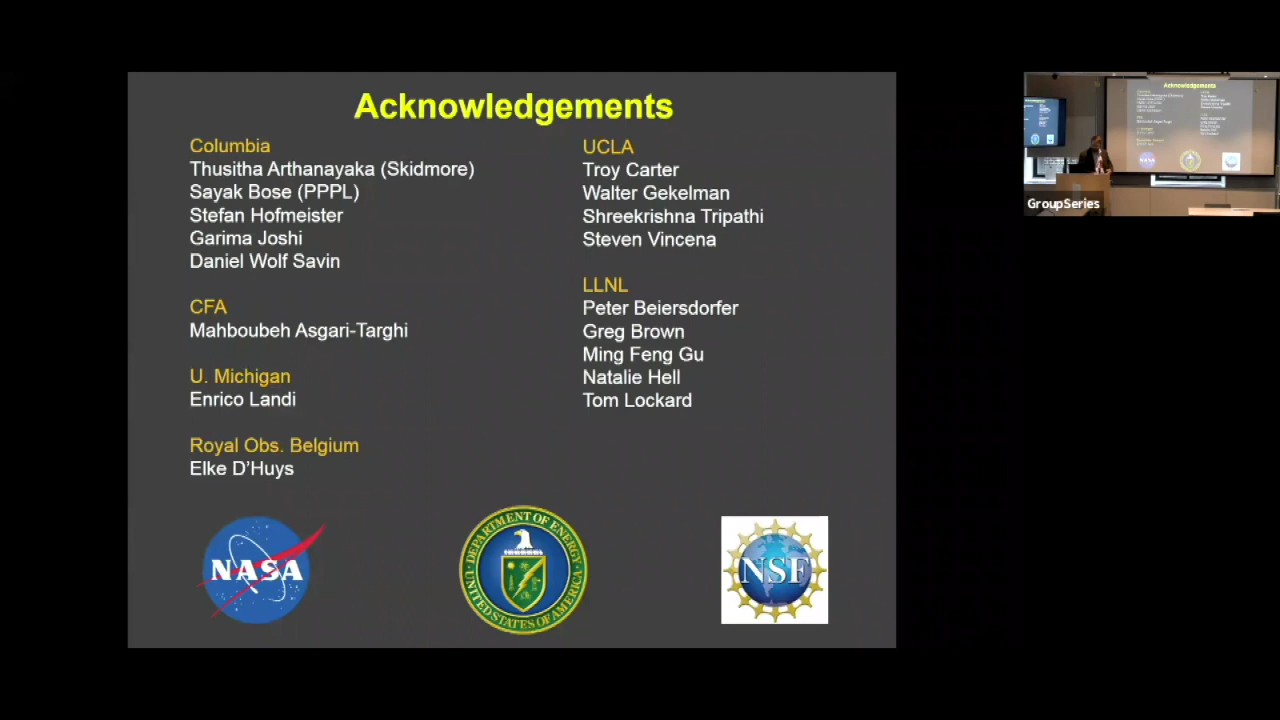 Acknowledgements
Columbia
Thusitha Arthanayaka (Skidmore)
Sayak Bose (PPPL)
Stefan Hofmeister
Garima Joshi
Daniel Wolf Savin
CFA
Mahboubeh Asgari-Targhi
U. Michigan
Enrico Landi
Royal Obs. Belgium
Elke D'Huys
UCLA
Troy Carter
Walter Gekelman
Shreekrishna Tripathi
Steven Vincena
LLNL
Peter Beiersdorfer
Greg Brown
Ming Feng Gu
Natalie Hell
Tom Lockard
NASA
DEPARTMENT OF ENERGY
UNITED STATES OF AMERICA
NSF
Acknowledgements
GroupSeries